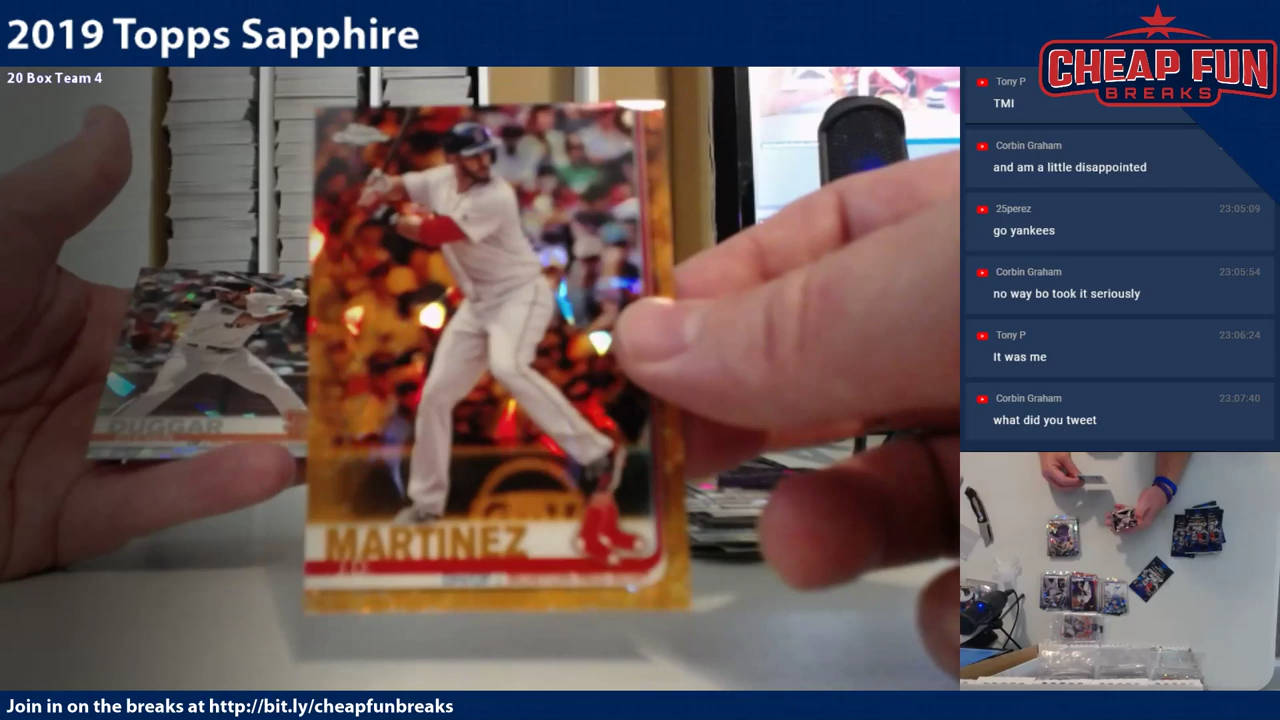 2019 Topps Sapphire
20 Box Team 4
CHEAP FUN
BREAKS
Tony P
TMI
Corbin Graham
and am a little disappointed
25perez 23:05:09
go yankees
Corbin Graham 23:05:54
no way bo took it seriously
Tony P 23:06:24
It was me
Corbin Graham 23:07:40
what did you tweet
DUGGAR
MARTINEZ
Join in on the breaks at http://bit.ly/cheapfunbreaks